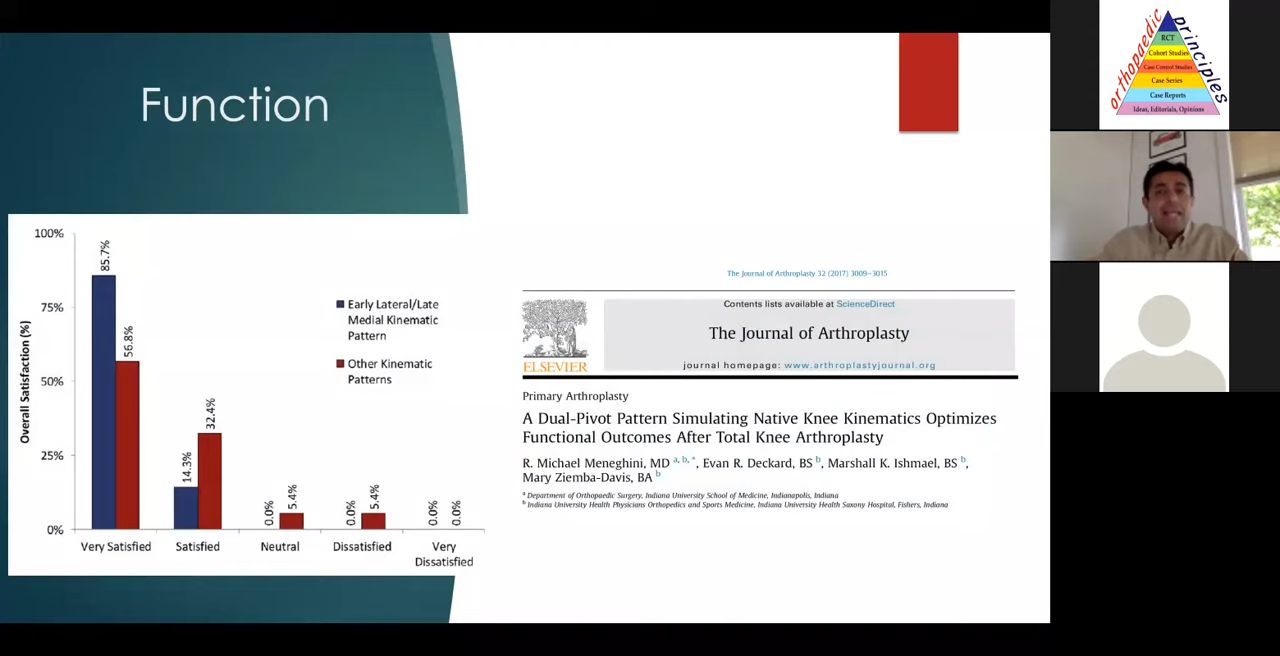 Function
100%
75%
50%
25%
0%
Overall Satisfaction (%)
85.7%
56.8%
14.3%
32.4%
0.0%
5.4%
0.0%
5.4%
0.0%
0.0%
Very Satisfied
Satisfied
Neutral
Dissatisfied
Very
Dissatisfied
Early Lateral/Late
Medial Kinematic
Pattern
Other Kinematic
Patterns
The Journal of Arthroplasty 32 (2017) 3009–3015
Contents lists available at ScienceDirect
The Journal of Arthroplasty
journal homepage: www.arthroplastyjournal.org
ELSEVIER
Primary Arthroplasty
A Dual-Pivot Pattern Simulating Native Knee Kinematics Optimizes
Functional Outcomes After Total Knee Arthroplasty
R. Michael Meneghini, MD a, b, *, Evan R. Deckard, BS b, Marshall K. Ishmael, BS b,
Mary Ziemba-Davis, BA b
a Department of Orthopaedic Surgery, Indiana University School of Medicine, Indianapolis, Indiana
b Indiana University Health Physicians Orthopedics and Sports Medicine, Indiana University Health Saxony Hospital, Fishers, Indiana
orthopaedic
principles
RCT
Cohort Studies
Case Control Studies
Case Series
Case Reports
Ideas, Editorials, Opinions